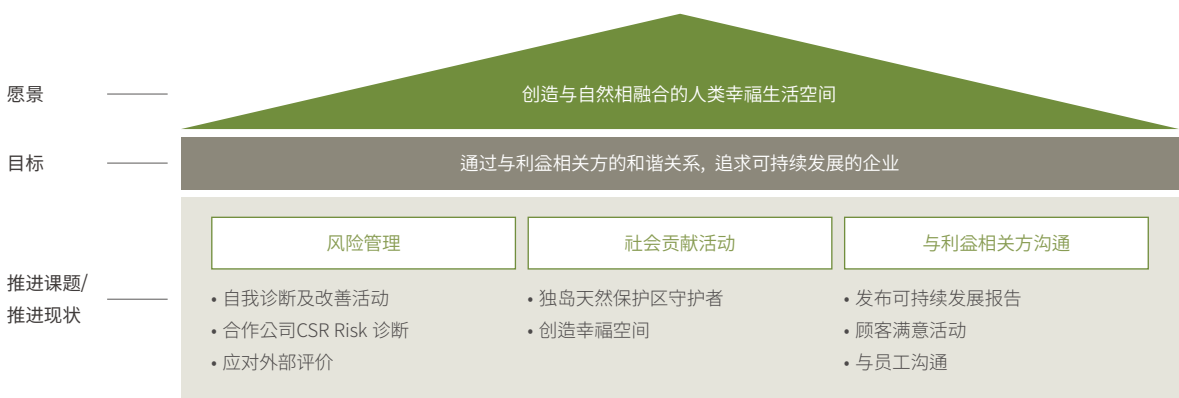 愿景
创造与自然相融合的人类幸福生活空间
目标
通过与利益相关方的和谐关系, 追求可持续发展的企业
推进课题/
推进现状
风险管理
• 自我诊断及改善活动
• 合作公司CSR Risk 诊断
• 应对外部评价
社会贡献活动
• 独岛天然保护区守护者
• 创造幸福空间
与利益相关方沟通
• 发布可持续发展报告
• 顾客满意活动
• 与员工沟通